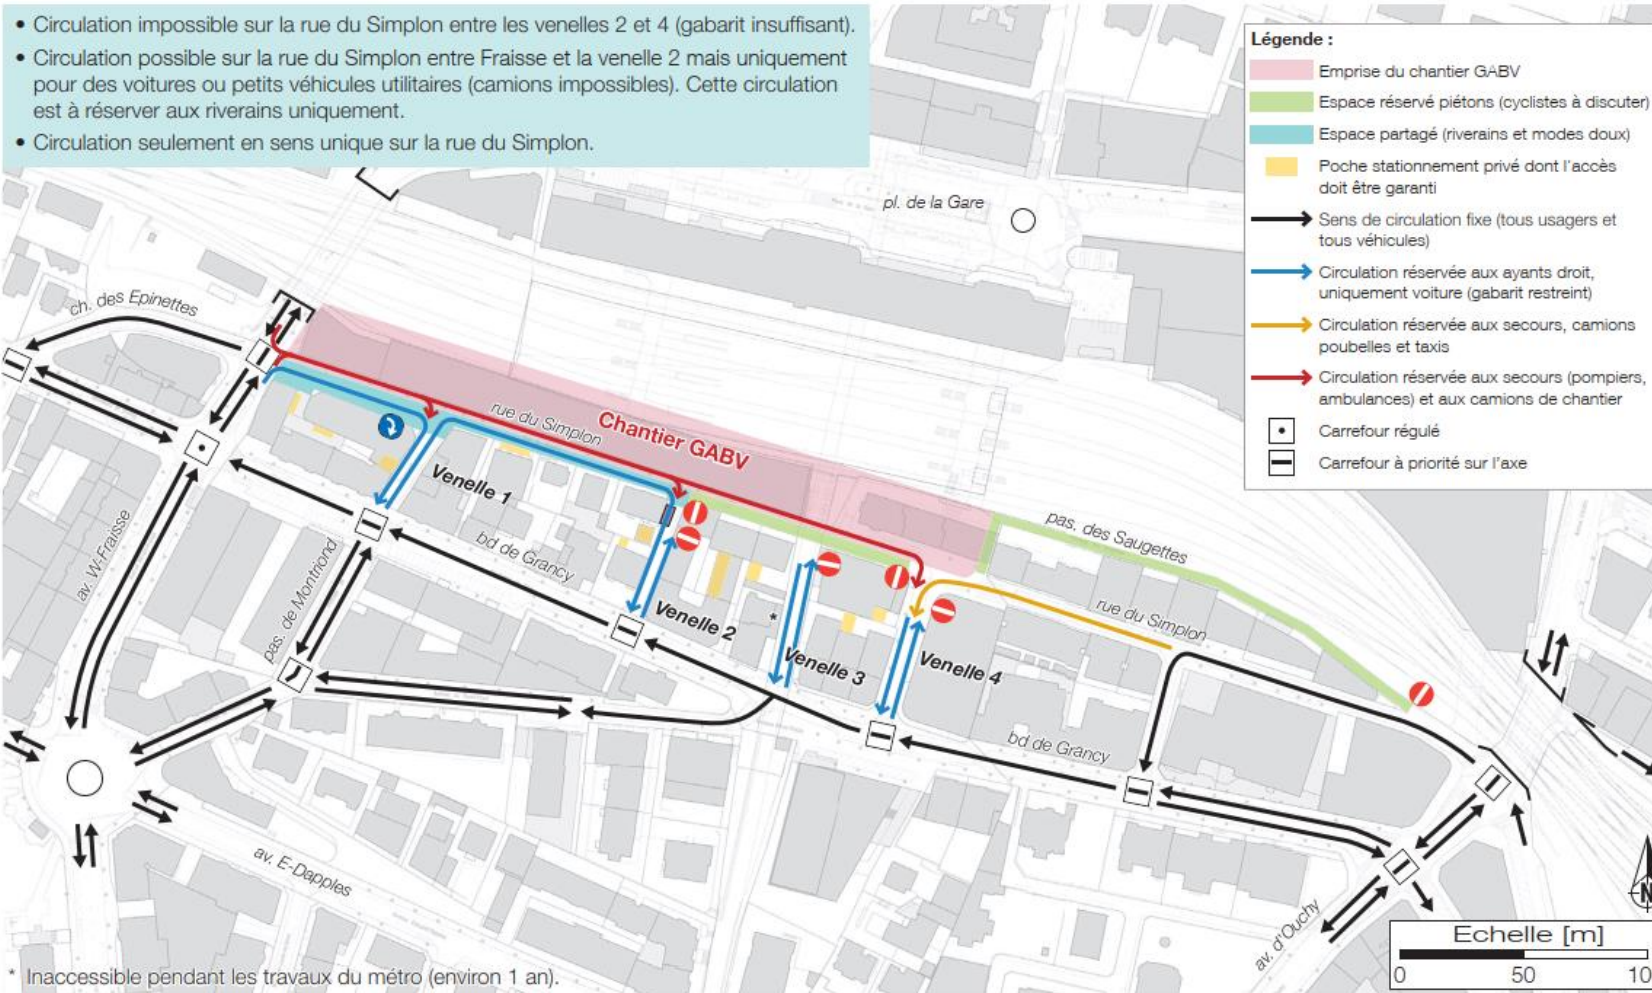 • Circulation impossible sur la rue du Simplon entre les venelles 2 et 4 (gabarit insuffisant).
• Circulation possible sur la rue du Simplon entre Fraisse et la venelle 2 mais uniquement
pour des voitures ou petits véhicules utilitaires (camions impossibles). Cette circulation
est à réserver aux riverains uniquement.
• Circulation seulement en sens unique sur la rue du Simplon.
Légende :
Emprise du chantier GABV
Espace réservé piétons (cyclistes à discuter)
Espace partagé (riverains et modes doux)
Poche stationnement privé dont l'accès
doit être garanti
Sens de circulation fixe (tous usagers et
tous véhicules)
Circulation réservée aux ayants droit,
uniquement voiture (gabarit restreint)
Circulation réservée aux secours, camions
poubelles et taxis
Circulation réservée aux secours (pompiers,
ambulances) et aux camions de chantier
Carrefour régulé
Carrefour à priorité sur l'axe
pl. de la Gare
ch. des Epinettes
rue du Simplon
Chantier GABV
Venelle 1
pas. des Saugettes
av. W-Fraisse
pas. de Montriond
bd de Grancy
Venelle 2
*
Venelle 3
Venelle 4
rue du Simplon
bd de Grancy
av. E-Dapples
av. d'Ouchy
N
Echelle [m]
0 50 10
* Inaccessible pendant les travaux du métro (environ 1 an).